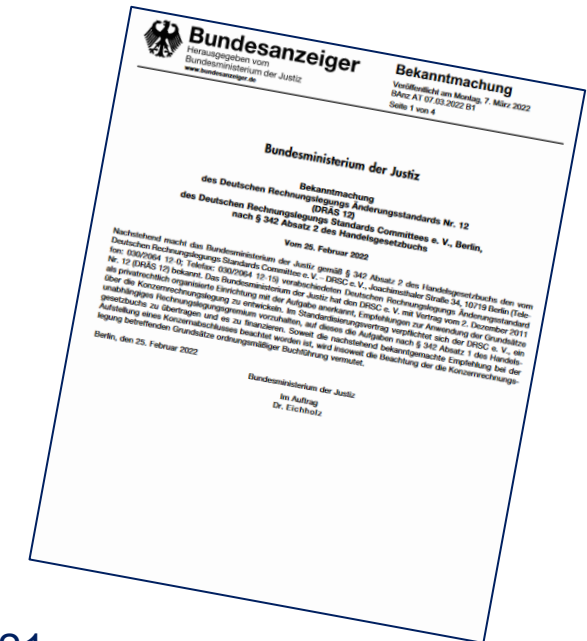 Bundesanzeiger
Herausgegeben vom
Bundesministerium der Justiz
www.bundesanzeiger.de
Bekanntmachung
Veröffentlicht am Montag, 7. März 2022
BAnz AT 07.03.2022 B1
Seite 1 von 4
Bundesministerium der Justiz
Bekanntmachung
des Deutschen Rechnungslegungs Änderungsstandards Nr. 12
(DRÄS 12)
des Deutschen Rechnungslegungs Standards Committees e. V., Berlin,
nach § 342 Absatz 2 des Handelsgesetzbuchs
Vom 25. Februar 2022
Nachstehend macht das Bundesministerium der Justiz gemäß § 342 Absatz 2 des Handelsgesetzbuchs den vom
Deutschen Rechnungslegungs Standards Committee e. V. – DRSC e. V., Joachimsthaler Straße 34, 10719 Berlin (Tele-
fon: 030/2064 12-0; Telefax: 030/2064 12-15) verabschiedeten Deutschen Rechnungslegungs Änderungsstandard
Nr. 12 (DRÄS 12) bekannt. Das Bundesministerium der Justiz hat den DRSC e. V. mit Vertrag vom 2. Dezember 2011
als privatrechtlich organisierte Einrichtung mit der Aufgabe anerkannt, Empfehlungen zur Anwendung der Grundsätze
über die Konzernrechnungslegung zu entwickeln. Im Standardisierungsvertrag verpflichtet sich der DRSC e. V., ein
unabhängiges Rechnungslegungsgremium vorzuhalten, auf dieses die Aufgaben nach § 342 Absatz 1 des Handels-
gesetzbuchs zu übertragen und es zu finanzieren. Soweit die nachstehend bekanntgemachte Empfehlung bei der
Aufstellung eines Konzernabschlusses beachtet worden ist, wird insoweit die Beachtung der die Konzernrechnungs-
legung betreffenden Grundsätze ordnungsmäßiger Buchführung vermutet.
Berlin, den 25. Februar 2022
Bundesministerium der Justiz
Im Auftrag
Dr. Eichholz